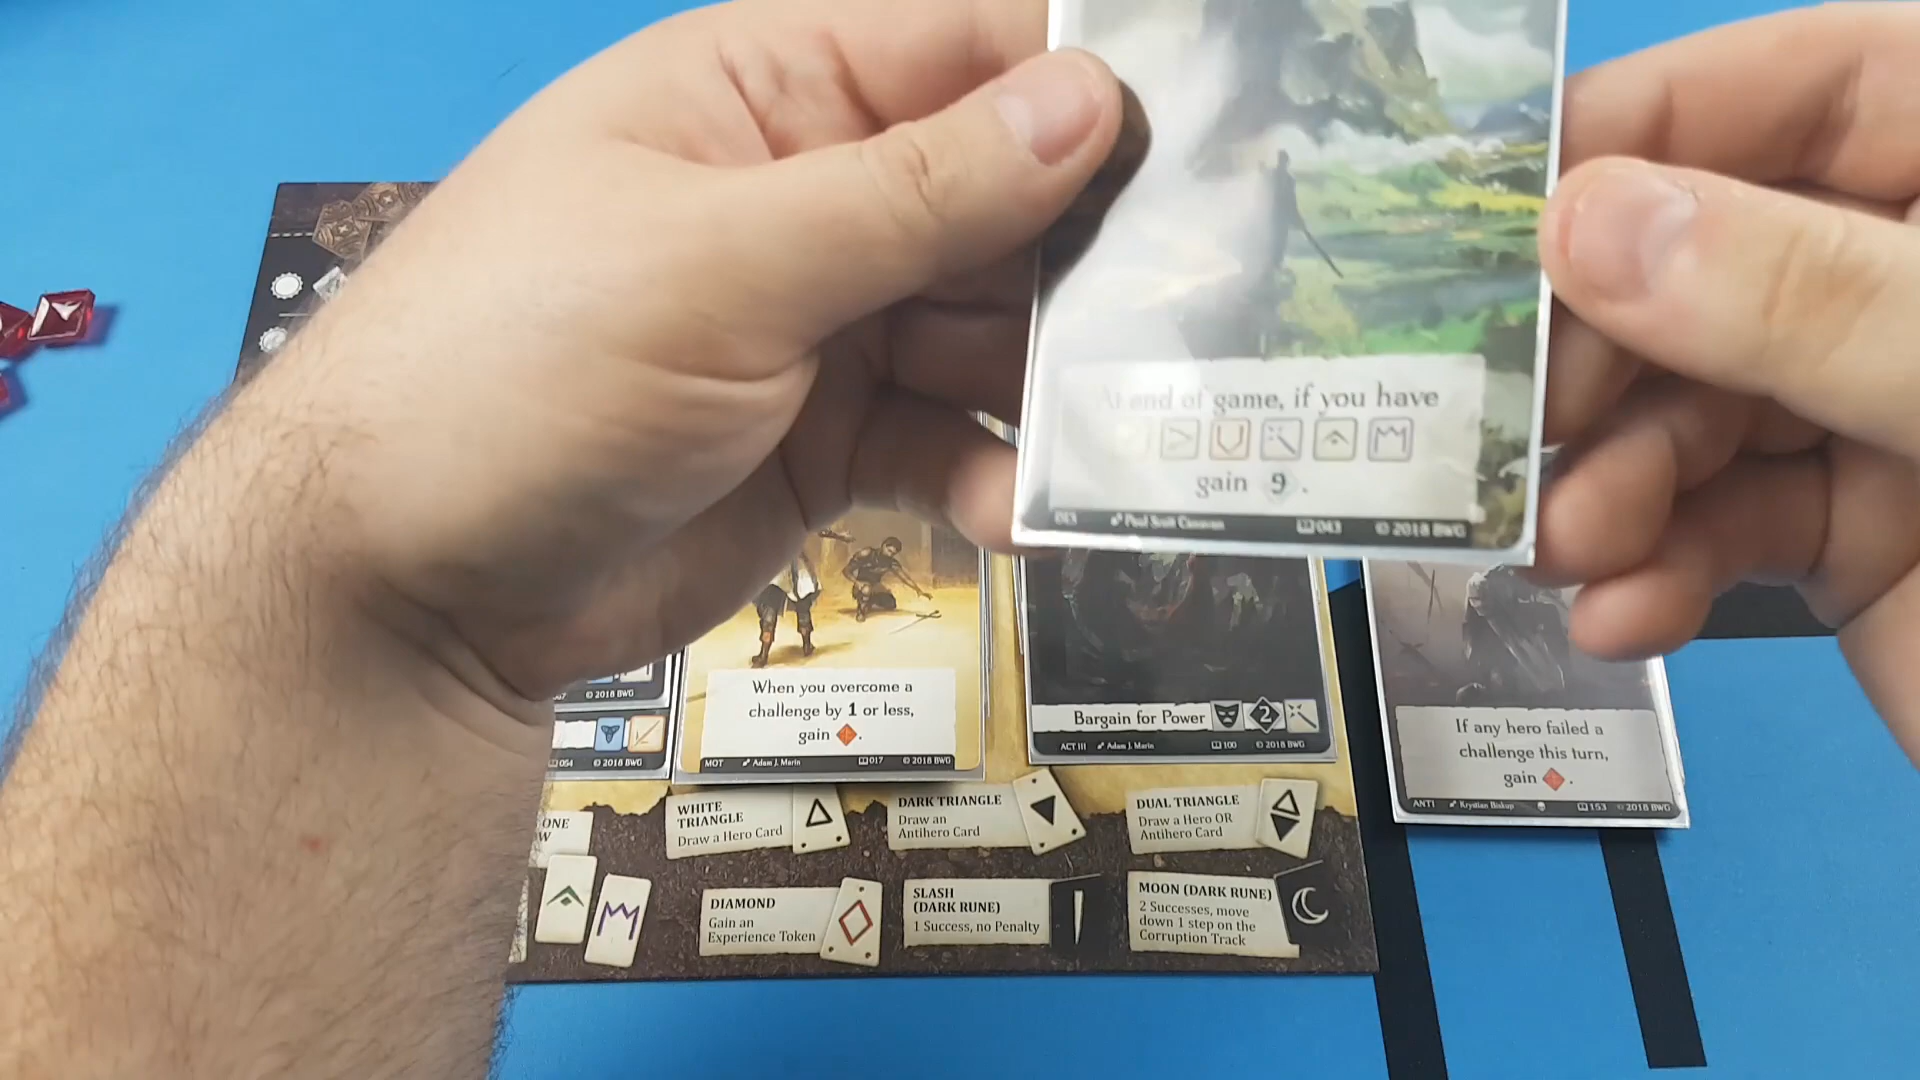 At end of game, if you have
gain 9.
013 Paul Scott Canavan 043 © 2018 BWG
When you overcome a
challenge by 1 or less,
gain .
MOT Adam J. Marin 017 © 2018 BWG
© 2018 BWG
054 © 2018 BWG
Bargain for Power 2
ACT III Adam J. Marin 100 © 2018 BWG
If any hero failed a
challenge this turn,
gain .
ANTI Krystian Biskup 153 © 2018 BWG
ONE
WHITE
TRIANGLE
Draw a Hero Card
DARK TRIANGLE
Draw an
Antihero Card
DUAL TRIANGLE
Draw a Hero OR
Antihero Card
DIAMOND
Gain an
Experience Token
SLASH
(DARK RUNE)
1 Success, no Penalty
MOON (DARK RUNE)
2 Successes, move
down 1 step on the
Corruption Track